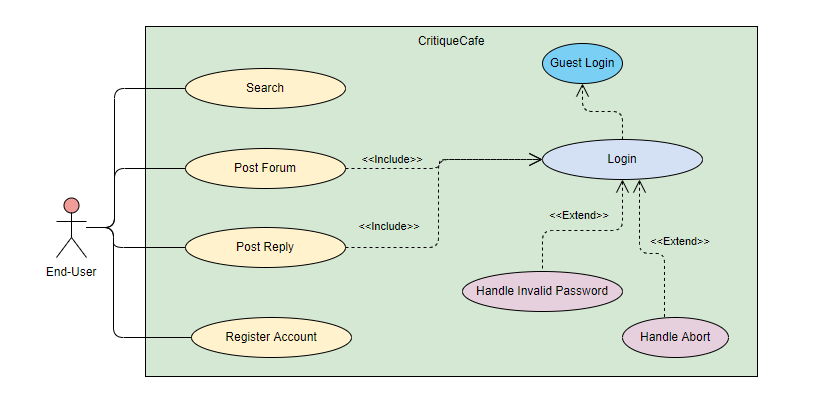 CritiqueCafe
Guest Login
Search
<<Include>>
Login
Post Forum
<<Extend>>
<<Include>>
<<Extend>>
Post Reply
End-User
Handle Invalid Password
Register Account
Handle Abort